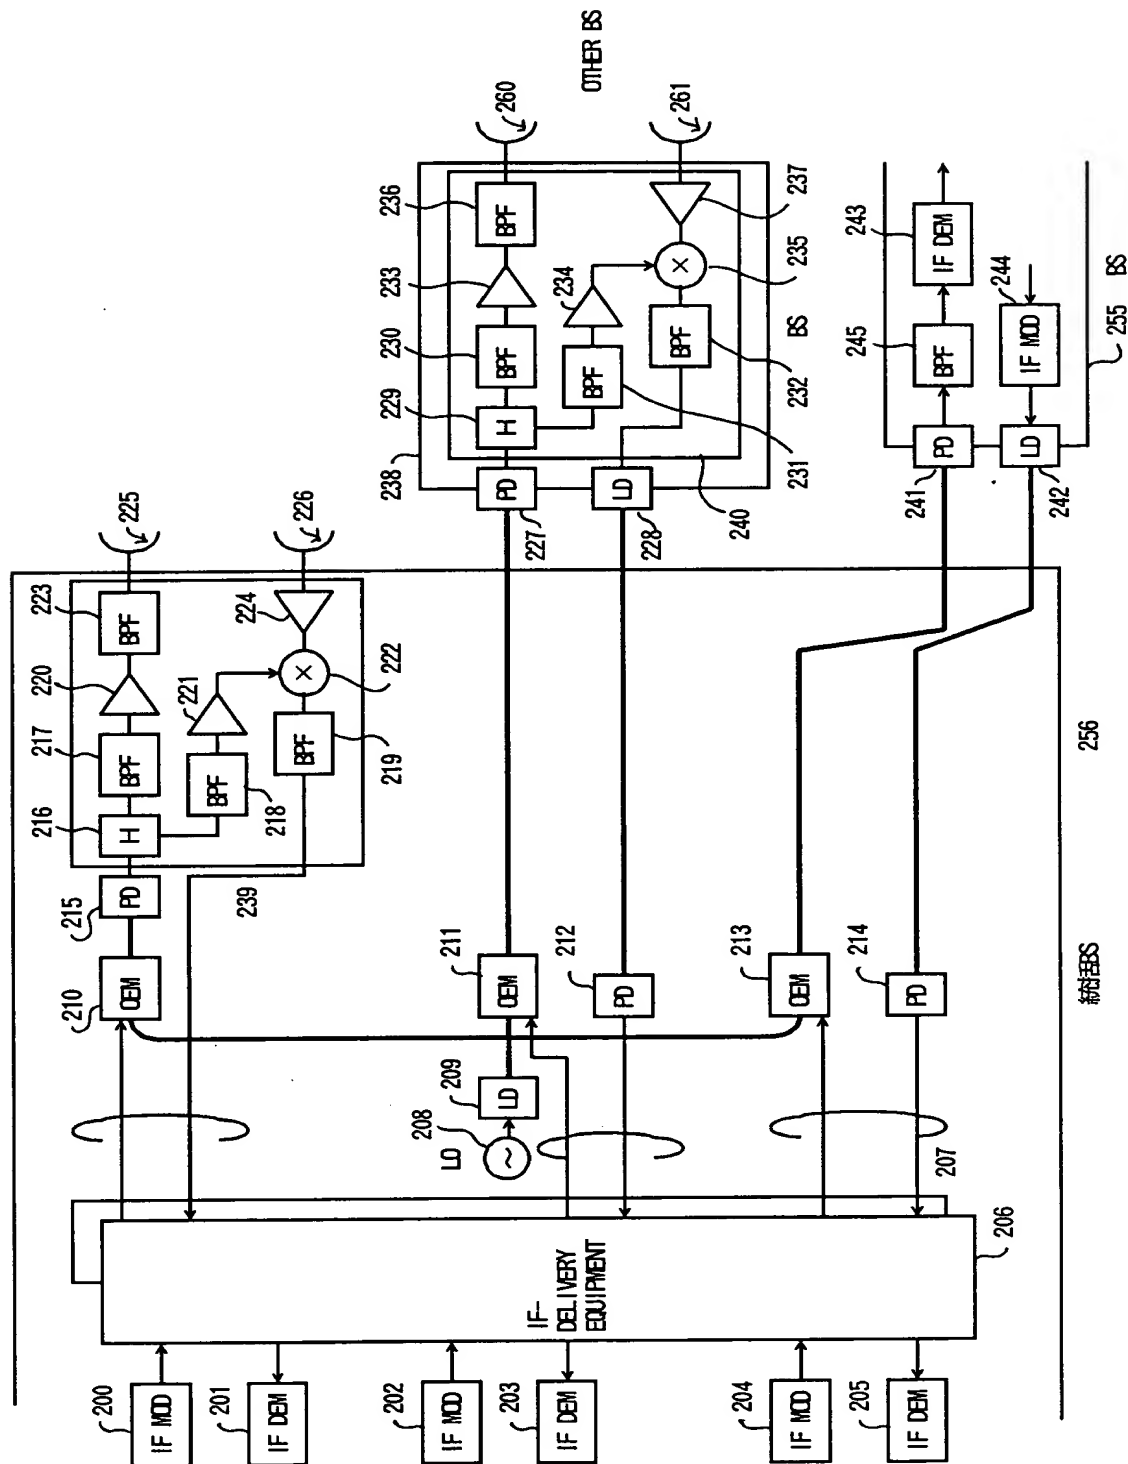 200
IF MOD
201
IF DEM
202
IF MOD
203
IF DEM
204
IF MOD
205
IF DEM
IF-
DELIVERY
EQUIPMENT
206
207
LO
208
~
209
LD
210
OEM
211
OEM
212
PD
213
OEM
214
PD
215
PD
239
216
H
217
BPF
218
BPF
219
BPF
220
221
222
X
223
BPF
224
225
226
統括BS
256
227
PD
228
LD
238
240
229
H
230
BPF
231
BPF
232
BPF
233
234
235
X
236
BPF
237
BS
260
261
OTHER BS
241
PD
242
LD
245
BPF
243
IF DEM
244
IF MOD
255
BS